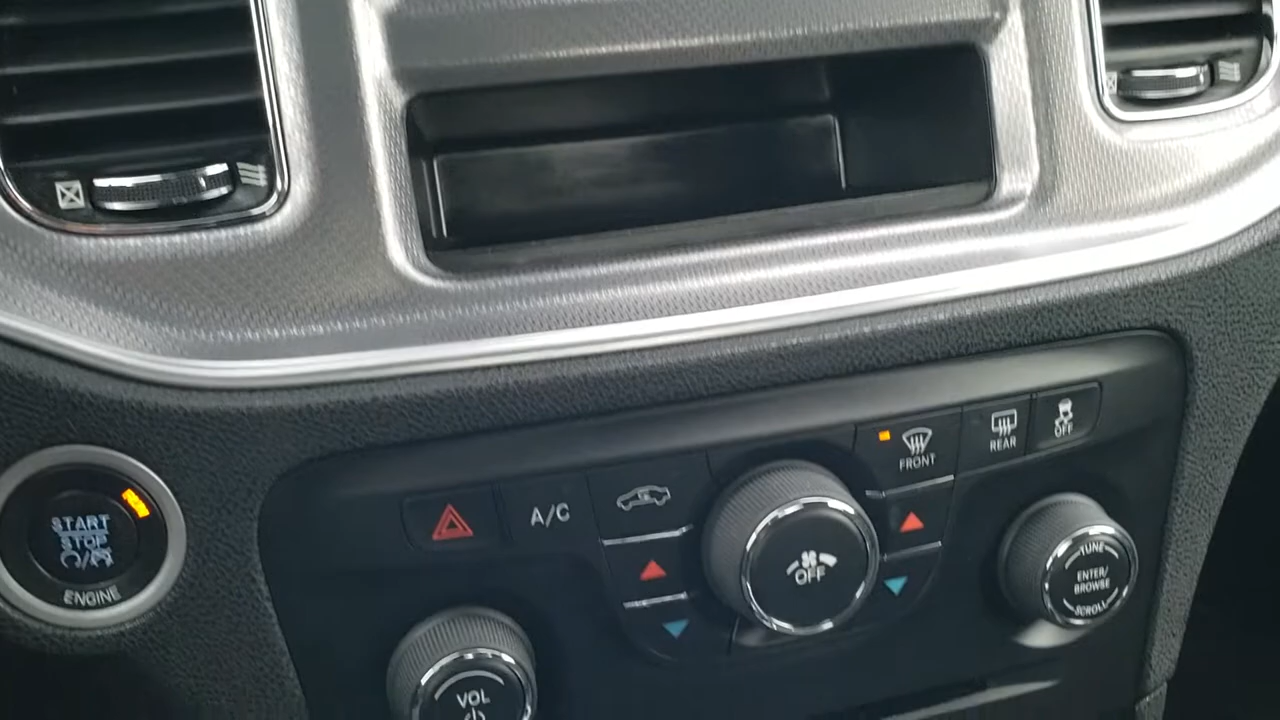 FRONT
REAR
OFF
A/C
START
STOP
ENGINE
OFF
TUNE
ENTER/
BROWSE
SCROLL
VOL